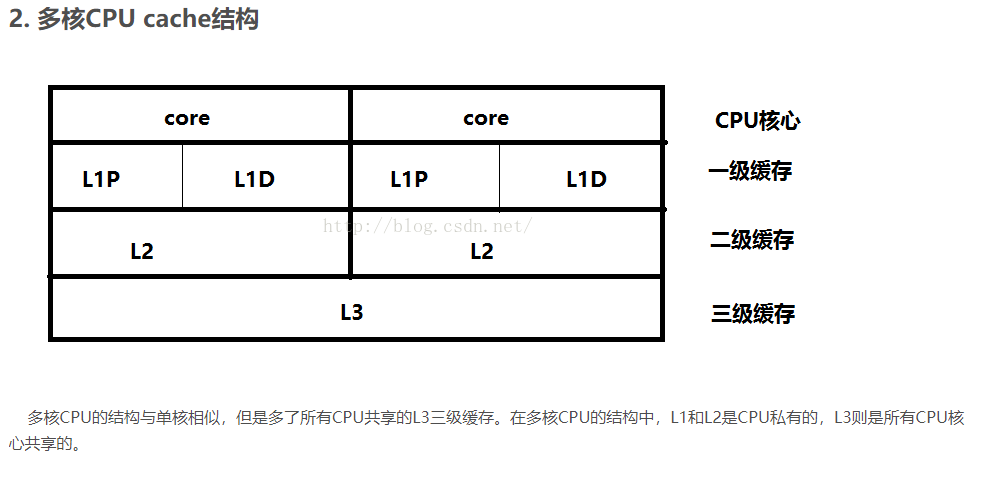 2. 多核CPU cache结构
core core CPU核心
L1P L1D L1P L1D 一级缓存
http://blog.csdn.net/
L2 L2 二级缓存
L3 三级缓存
多核CPU的结构与单核相似，但是多了所有CPU共享的L3三级缓存。在多核CPU的结构中，L1和L2是CPU私有的，L3则是所有CPU核
心共享的。